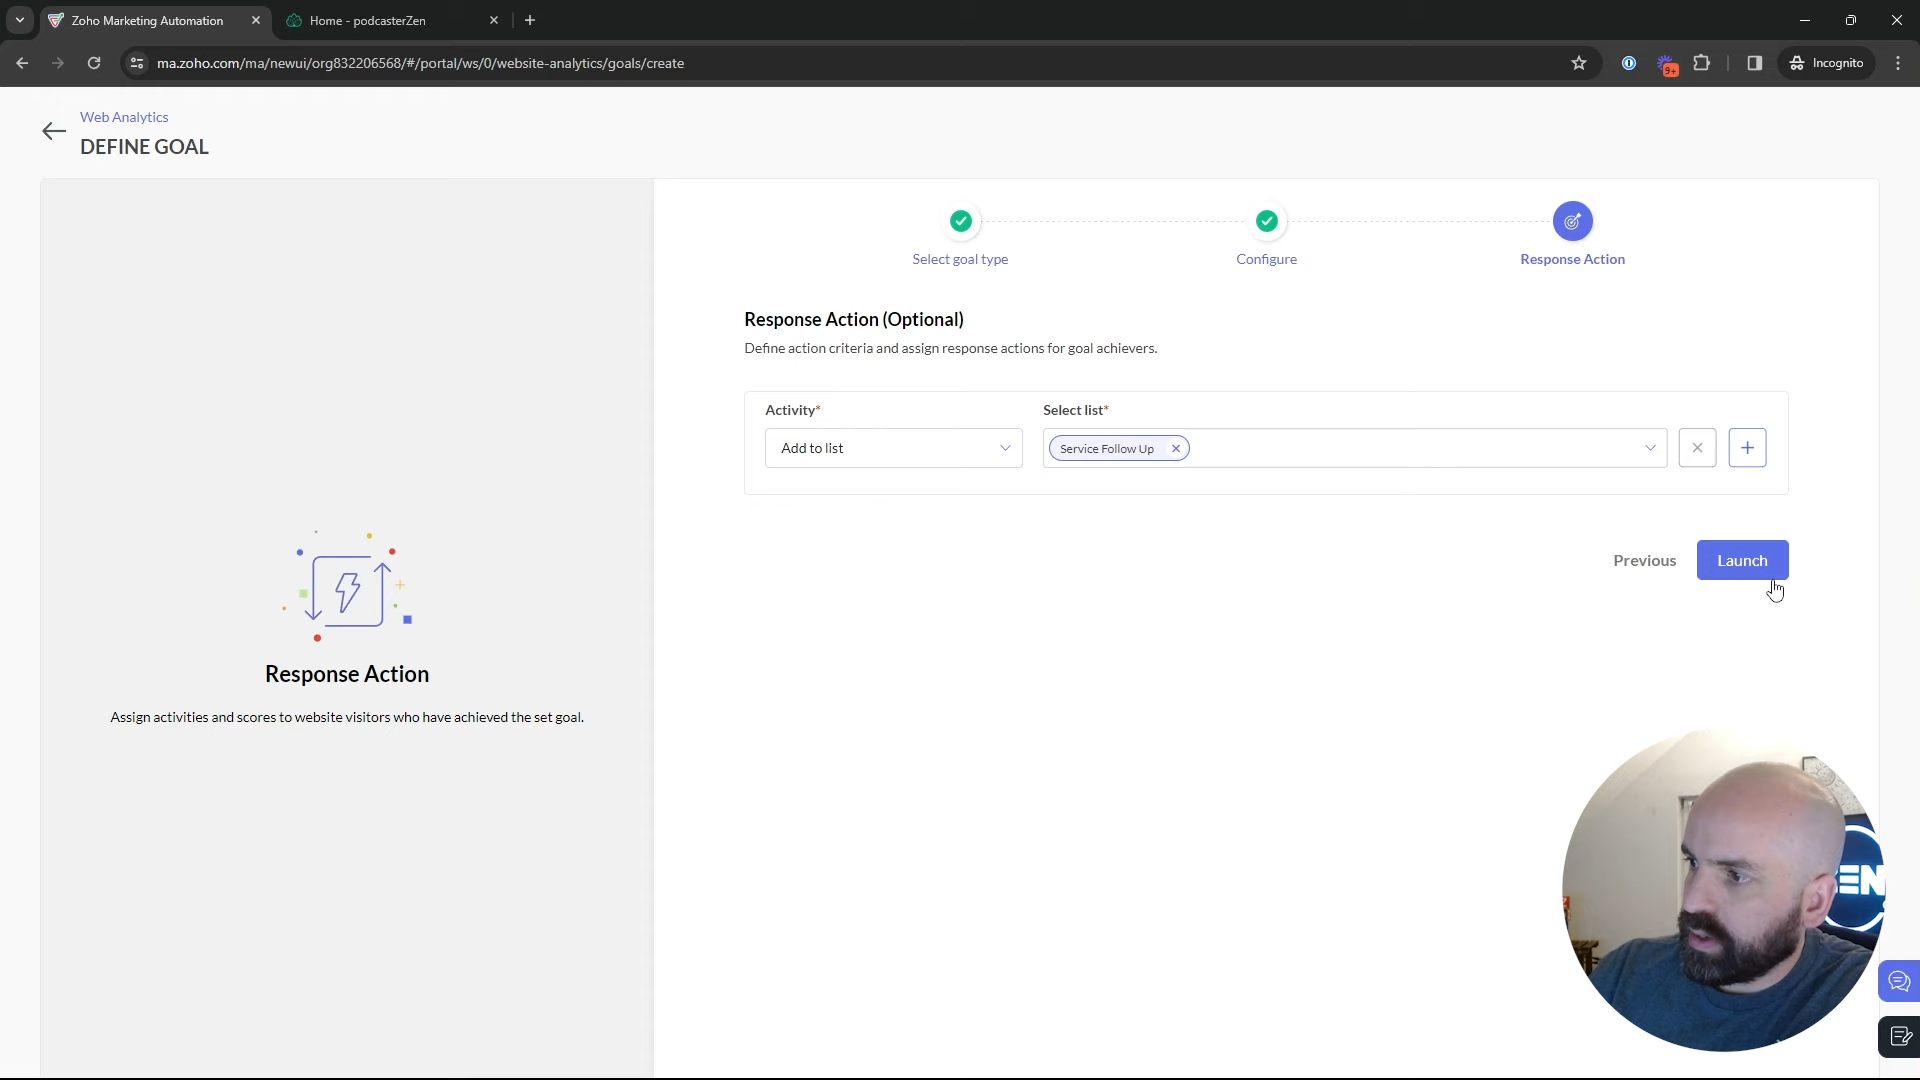 Zoho Marketing Automation
Home - podcasterZen
ma.zoho.com/ma/newui/org832206568/#/portal/ws/0/website-analytics/goals/create
9+
Incognito
Web Analytics
DEFINE GOAL
Select goal type
Configure
Response Action
Response Action (Optional)
Define action criteria and assign response actions for goal achievers.
Activity*
Select list*
Add to list
Service Follow Up
Previous
Launch
Response Action
Assign activities and scores to website visitors who have achieved the set goal.
EN